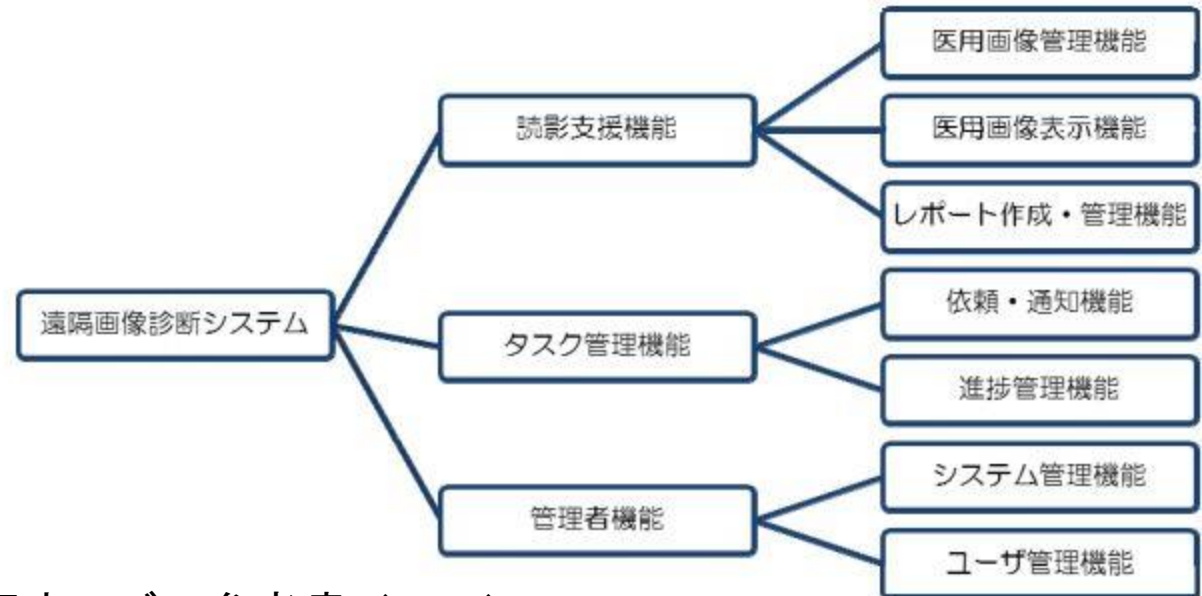 遠隔画像診断システム
読影支援機能
医用画像管理機能
医用画像表示機能
レポート作成・管理機能
タスク管理機能
依頼・通知機能
進捗管理機能
管理者機能
システム管理機能
ユーザ管理機能